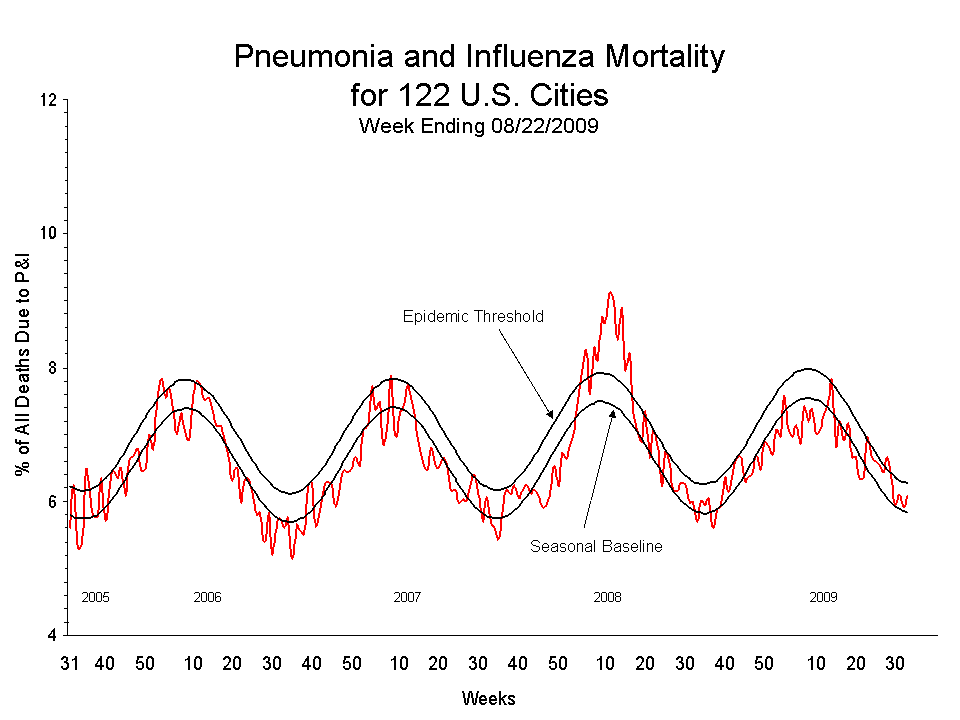 Pneumonia and Influenza Mortality
for 122 U.S. Cities
Week Ending 08/22/2009
12
10
8
6
4
% of All Deaths Due to P&I
Epidemic Threshold
Seasonal Baseline
2005 2006 2007 2008 2009
31 40 50 10 20 30 40 50 10 20 30 40 50 10 20 30 40 50 10 20 30
Weeks